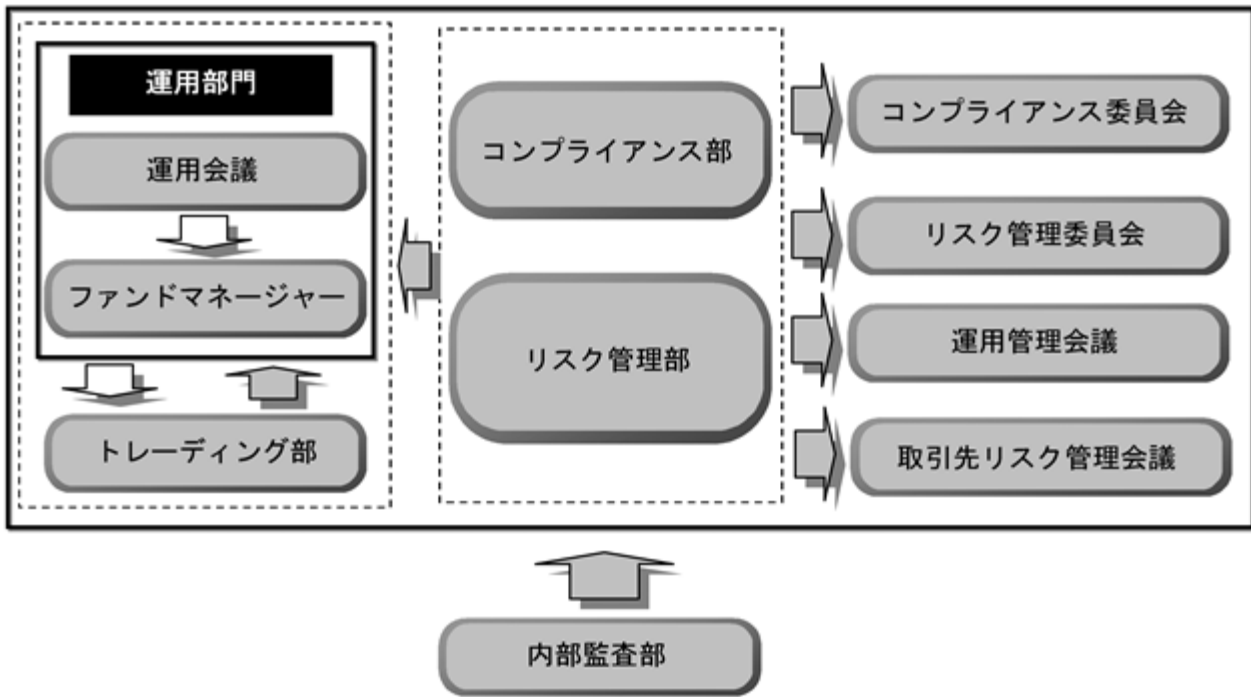 運用部門
運用会議
ファンドマネージャー
トレーディング部
コンプライアンス部
リスク管理部
コンプライアンス委員会
リスク管理委員会
運用管理会議
取引先リスク管理会議
内部監査部